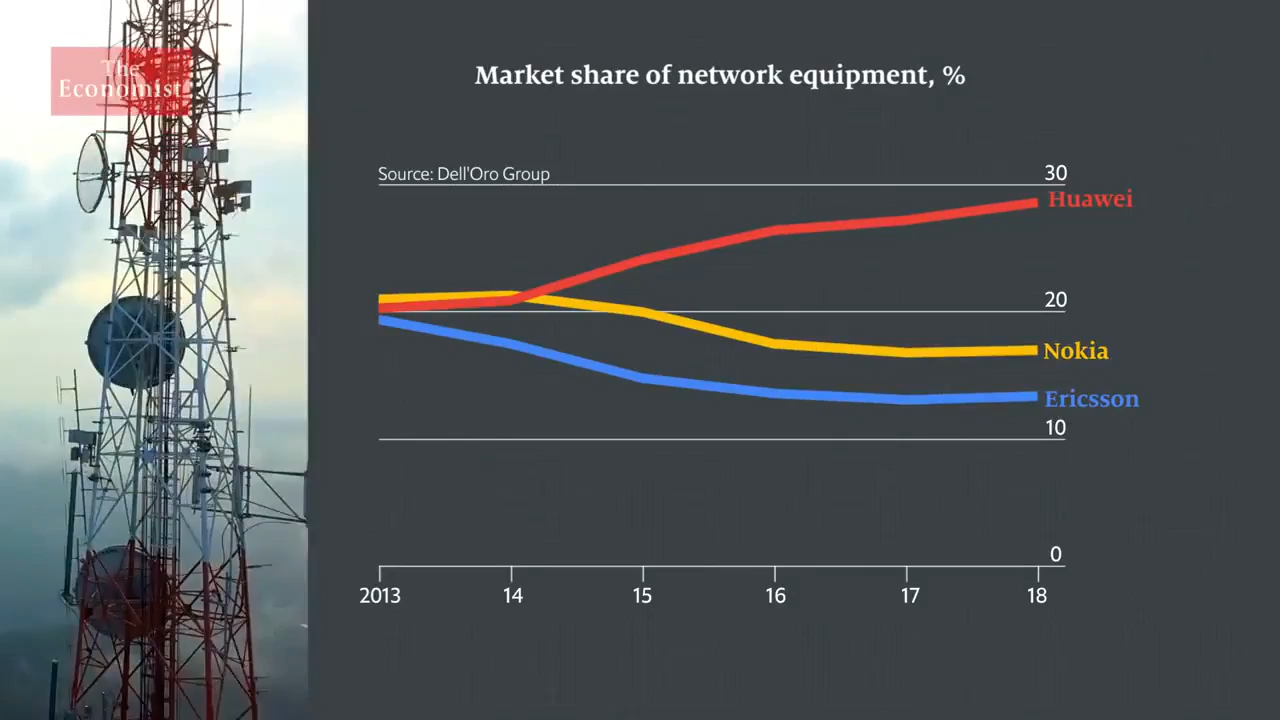 The
Economist
Market share of network equipment, %
Source: Dell'Oro Group
30
Huawei
20
Nokia
Ericsson
10
0
2013 14 15 16 17 18